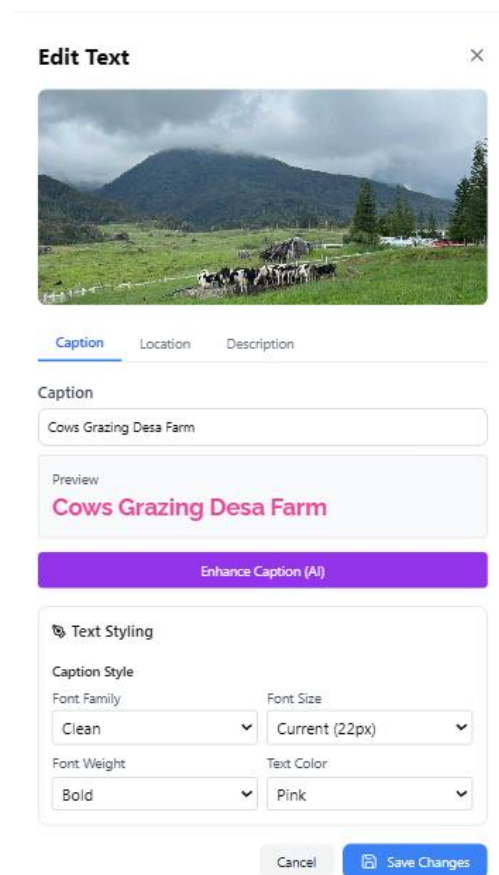 Edit Text
Caption Location Description
Caption
Cows Grazing Desa Farm
Preview
Cows Grazing Desa Farm
Enhance Caption (AI)
Text Styling
Caption Style
Font Family Font Size
Clean Current (22px)
Font Weight Text Color
Bold Pink
Cancel Save Changes